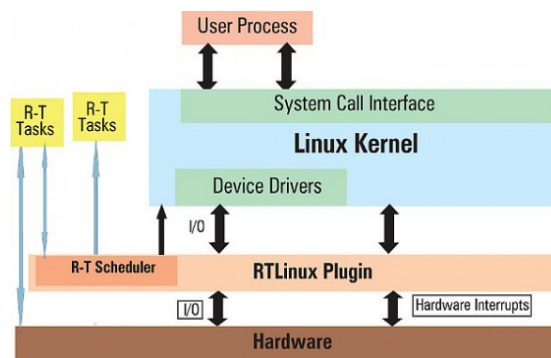 User Process
System Call Interface
R-T
Tasks
R-T
Tasks
Linux Kernel
Device Drivers
I/O
R-T Scheduler
RTLinux Plugin
I/O
Hardware Interrupts
Hardware